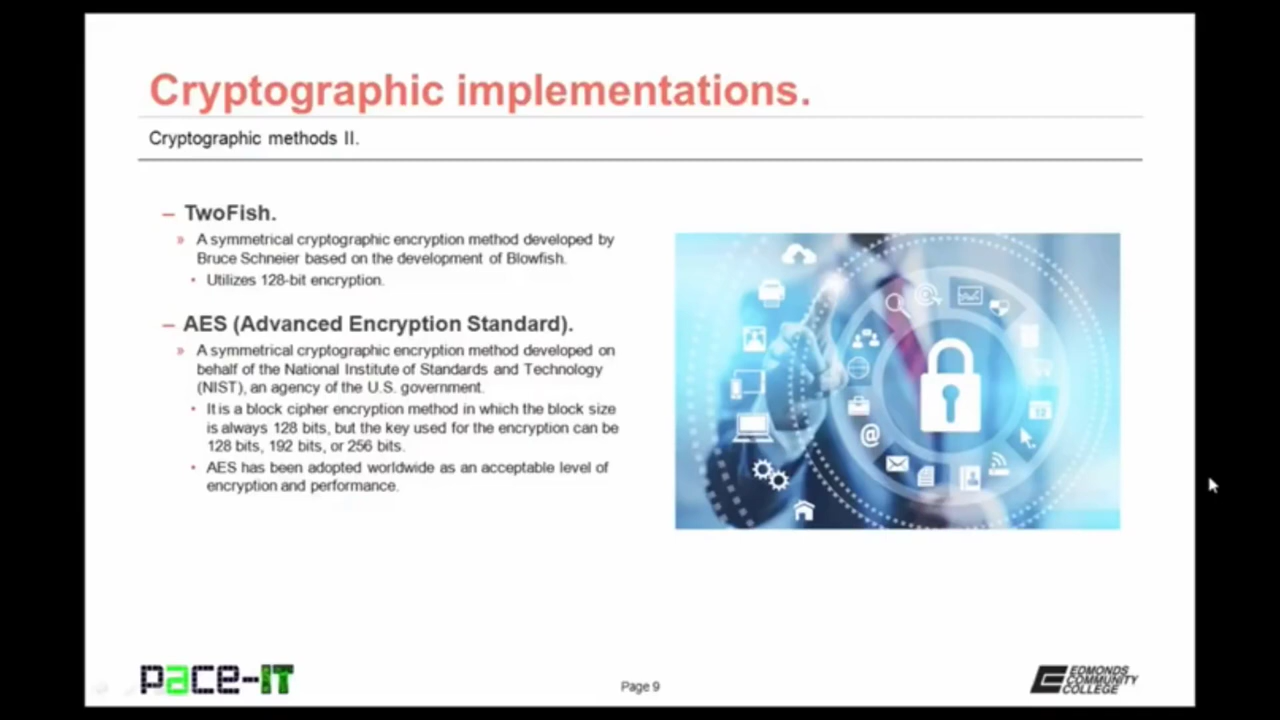 Cryptographic implementations.
Cryptographic methods II.
– TwoFish.
» A symmetrical cryptographic encryption method developed by
Bruce Schneier based on the development of Blowfish.
• Utilizes 128-bit encryption.
– AES (Advanced Encryption Standard).
» A symmetrical cryptographic encryption method developed on
behalf of the National Institute of Standards and Technology
(NIST), an agency of the U.S. government.
• It is a block cipher encryption method in which the block size
is always 128 bits, but the key used for the encryption can be
128 bits, 192 bits, or 256 bits.
• AES has been adopted worldwide as an acceptable level of
encryption and performance.
@
12
pace-IT
Page 9
EDMONDS
COMMUNITY
COLLEGE